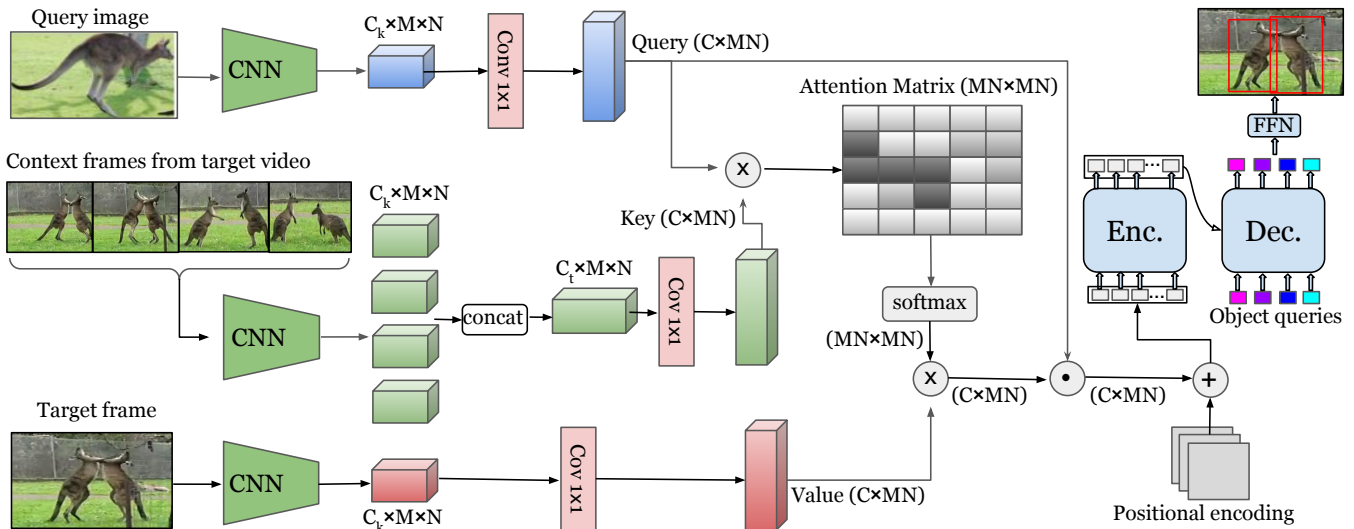 Query image
CNN
Cₖ×M×N
Conv 1x1
Query (C×MN)
Attention Matrix (MN×MN)
FFN
Context frames from target video
Cₖ×M×N
x
Key (C×MN)
Enc.
Dec.
CNN
concat
Cₜ×M×N
Cov 1x1
softmax
(MN×MN)
Object queries
Target frame
CNN
Cₖ×M×N
Cov 1x1
Value (C×MN)
x
(C×MN)
•
(C×MN)
+
Positional encoding